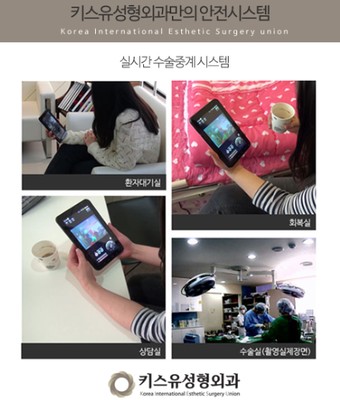 키스유성형외과만의 안전시스템
Korea International Esthetic Surgery union
실시간 수술중계 시스템
환자대기실
회복실
상담실
수술실(촬영실제장면)
키스유성형외과
Korea International Esthetic Surgery Union